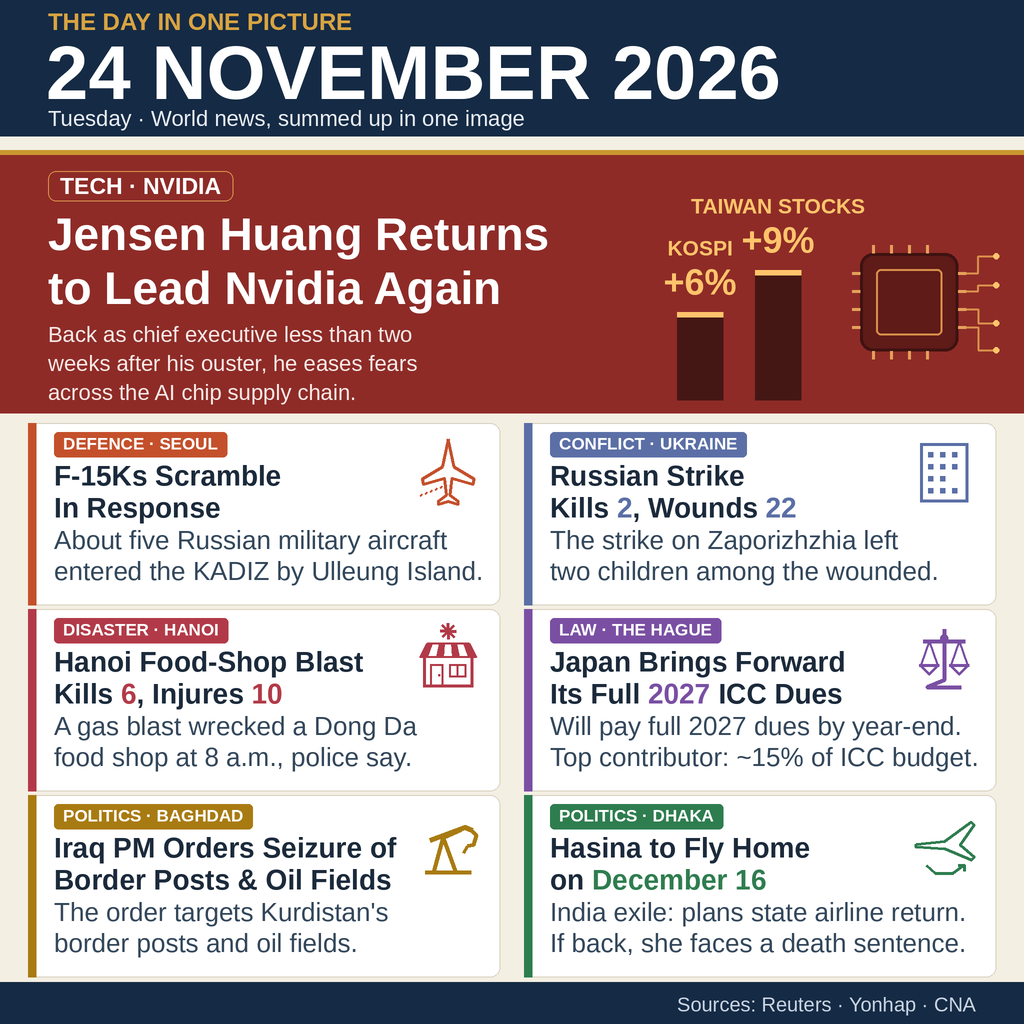 THE DAY IN ONE PICTURE
24 NOVEMBER 2026
Tuesday · World news, summed up in one image
TECH · NVIDIA
Jensen Huang Returns
to Lead Nvidia Again
Back as chief executive less than two
weeks after his ouster, he eases fears
across the AI chip supply chain.
TAIWAN STOCKS
+9%
KOSPI
+6%
DEFENCE · SEOUL
F-15Ks Scramble
In Response
About five Russian military aircraft
entered the KADIZ by Ulleung Island.
CONFLICT · UKRAINE
Russian Strike
Kills 2, Wounds 22
The strike on Zaporizhzhia left
two children among the wounded.
DISASTER · HANOI
Hanoi Food-Shop Blast
Kills 6, Injures 10
A gas blast wrecked a Dong Da
food shop at 8 a.m., police say.
LAW · THE HAGUE
Japan Brings Forward
Its Full 2027 ICC Dues
Will pay full 2027 dues by year-end.
Top contributor: ~15% of ICC budget.
POLITICS · BAGHDAD
Iraq PM Orders Seizure of
Border Posts & Oil Fields
The order targets Kurdistan's
border posts and oil fields.
POLITICS · DHAKA
Hasina to Fly Home
on December 16
India exile: plans state airline return.
If back, she faces a death sentence.
Sources: Reuters · Yonhap · CNA